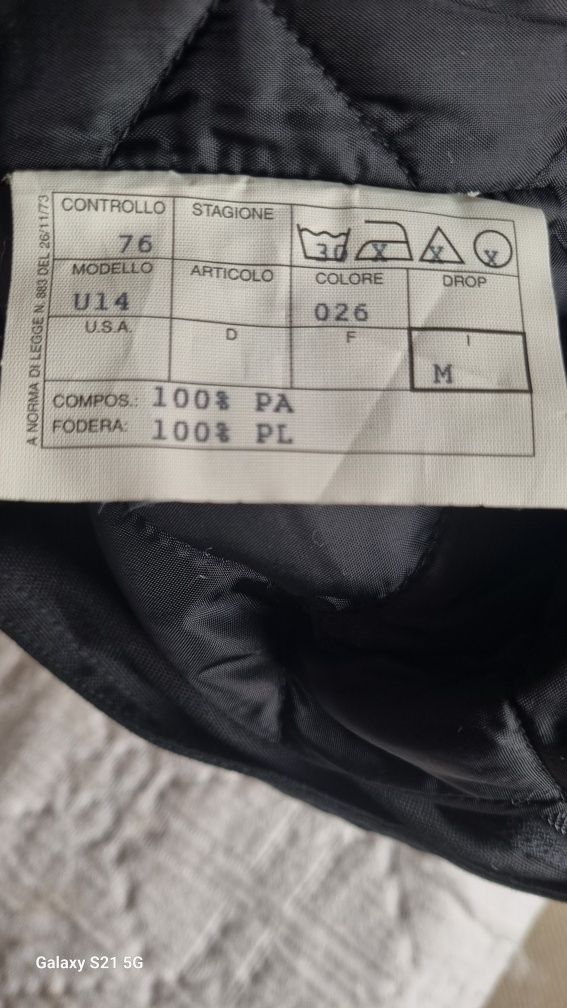 A NORMA DI LEGGE N. 883 DEL 26/11/73
CONTROLLO STAGIONE
76 30 X X X
MODELLO ARTICOLO COLORE DROP
U14 026
U.S.A. D F I
M
COMPOS.: 100% PA
FODERA: 100% PL
Galaxy S21 5G